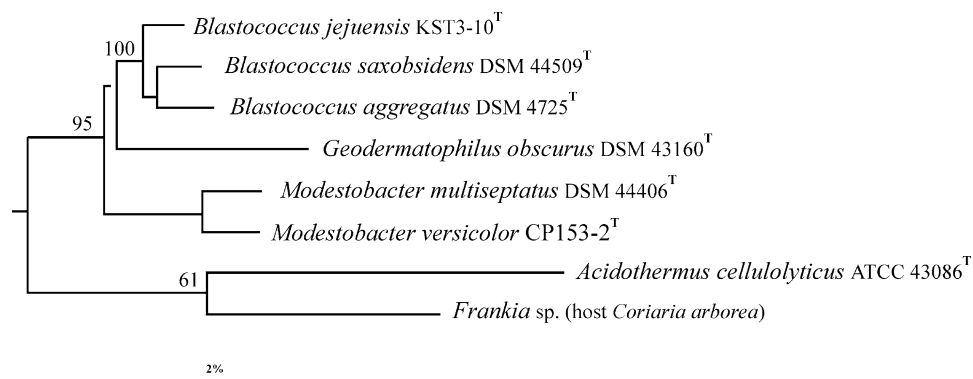 Blastococcus jejuensis KST3-10T
100
Blastococcus saxobsidens DSM 44509T
Blastococcus aggregatus DSM 4725T
95
Geodermatophilus obscurus DSM 43160T
Modestobacter multiseptatus DSM 44406T
Modestobacter versicolor CP153-2T
Acidothermus cellulolyticus ATCC 43086T
61
Frankia sp. (host Coriaria arborea)
2%